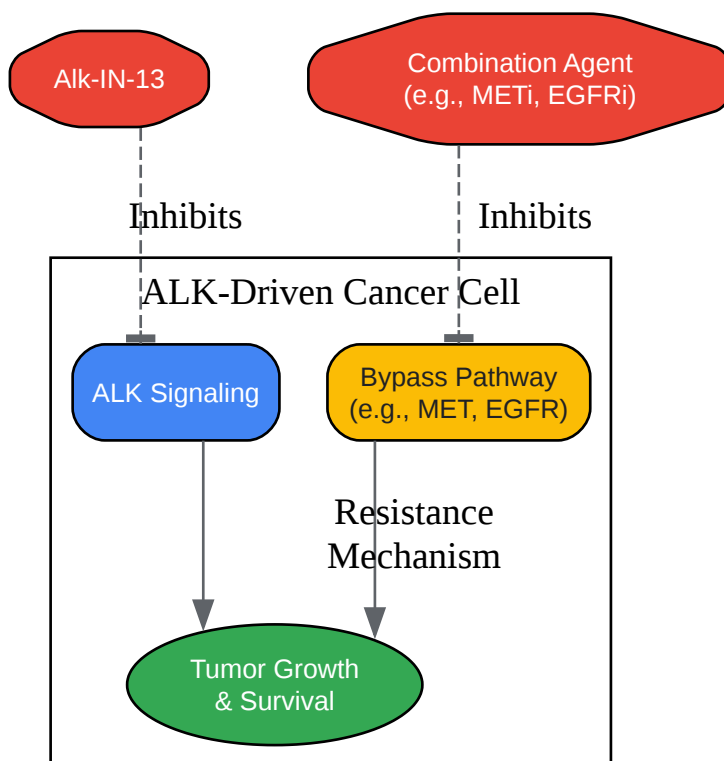 Alk-IN-13
Combination Agent
(e.g., METi, EGFRi)
Inhibits
Inhibits
ALK-Driven Cancer Cell
ALK Signaling
Bypass Pathway
(e.g., MET, EGFR)
Resistance
Mechanism
Tumor Growth
& Survival